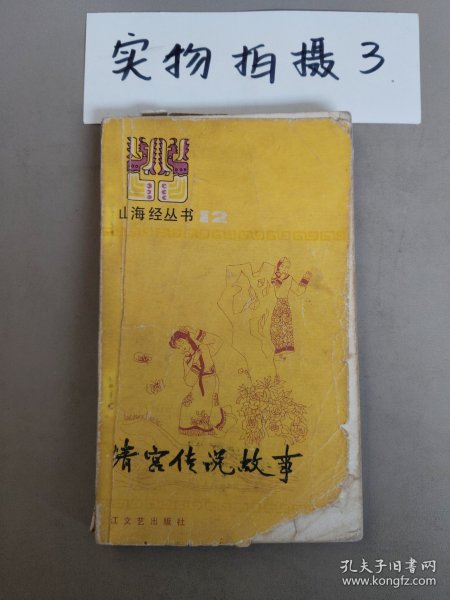 实物拍摄3
山海经丛书 12
清宫传说故事
江文艺出版社
孔夫子旧书网
www.kongfz.com